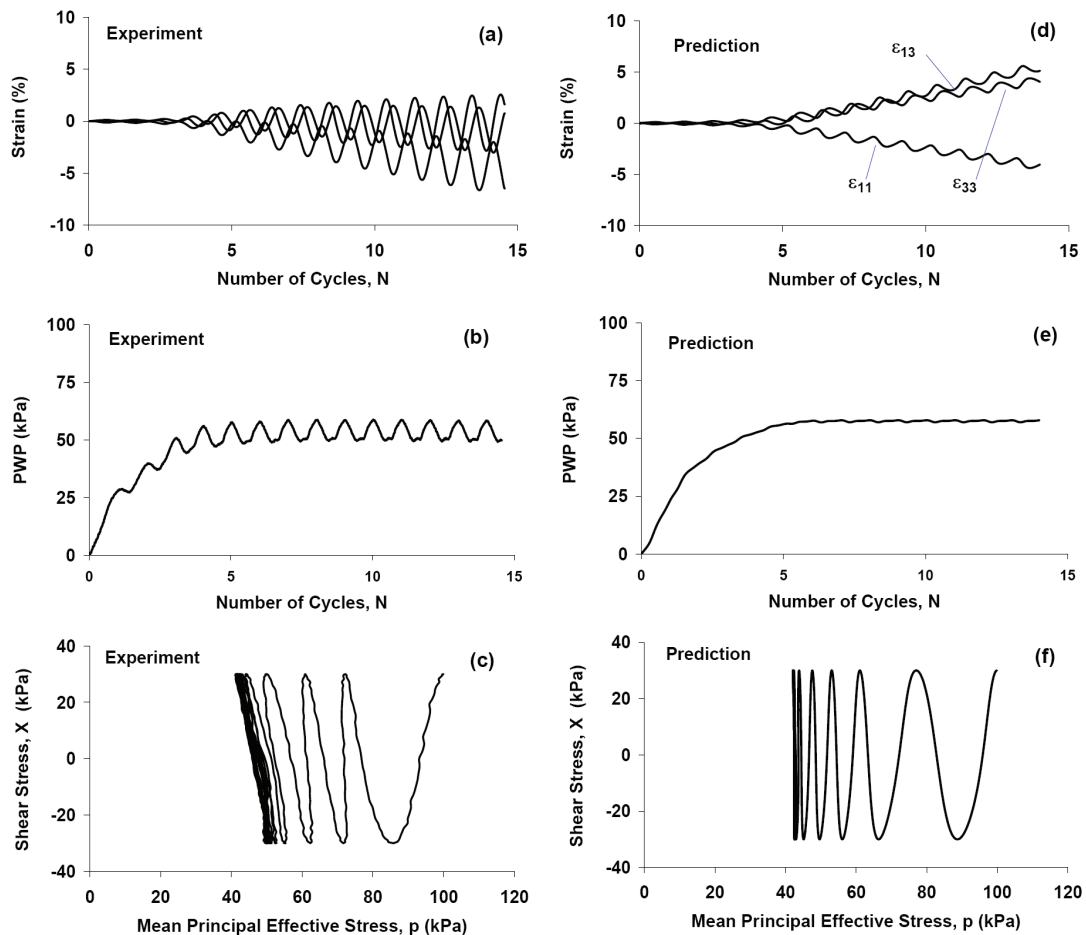 10
5
0
-5
-10
Strain (%)
Experiment
(a)
0
5
10
15
Number of Cycles, N
10
5
0
-5
-10
Strain (%)
Prediction
(d)
ε13
ε11
ε33
0
5
10
15
Number of Cycles, N
100
75
50
25
0
PWP (kPa)
Experiment
(b)
0
5
10
15
Number of Cycles, N
100
75
50
25
0
PWP (kPa)
Prediction
(e)
0
5
10
15
Number of Cycles, N
40
20
0
-20
-40
Shear Stress, X (kPa)
Experiment
(c)
0
20
40
60
80
100
120
Mean Principal Effective Stress, p (kPa)
40
20
0
-20
-40
Shear Stress, X (kPa)
Prediction
(f)
0
20
40
60
80
100
120
Mean Principal Effective Stress, p (kPa)